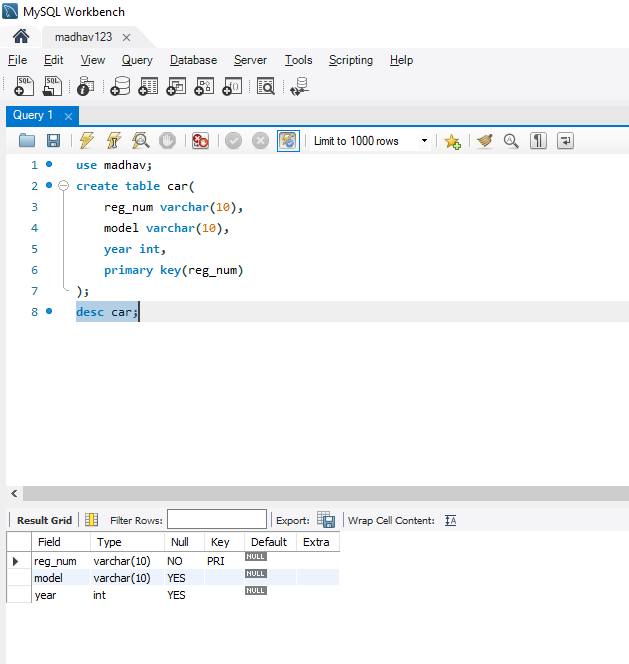 MySQL Workbench
madhav123 ×
File Edit View Query Database Server Tools Scripting Help
Query 1 ×
Limit to 1000 rows
1 use madhav;
2 create table car(
3 reg_num varchar(10),
4 model varchar(10),
5 year int,
6 primary key(reg_num)
7 );
8 desc car;
Result Grid Filter Rows: Export: Wrap Cell Content:
Field Type Null Key Default Extra
reg_num varchar(10) NO PRI NULL
model varchar(10) YES NULL
year int YES NULL